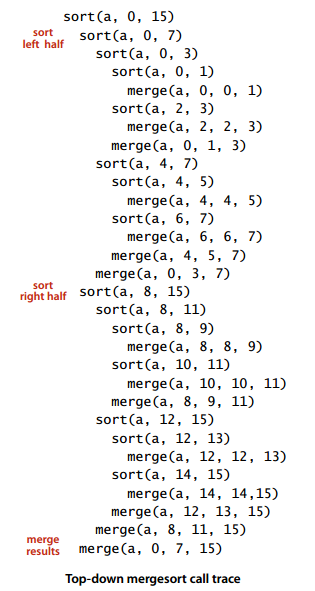 sort(a, 0, 15)
sort left half
sort(a, 0, 7)
sort(a, 0, 3)
sort(a, 0, 1)
merge(a, 0, 0, 1)
sort(a, 2, 3)
merge(a, 2, 2, 3)
merge(a, 0, 1, 3)
sort(a, 4, 7)
sort(a, 4, 5)
merge(a, 4, 4, 5)
sort(a, 6, 7)
merge(a, 6, 6, 7)
merge(a, 4, 5, 7)
merge(a, 0, 3, 7)
sort right half
sort(a, 8, 15)
sort(a, 8, 11)
sort(a, 8, 9)
merge(a, 8, 8, 9)
sort(a, 10, 11)
merge(a, 10, 10, 11)
merge(a, 8, 9, 11)
sort(a, 12, 15)
sort(a, 12, 13)
merge(a, 12, 12, 13)
sort(a, 14, 15)
merge(a, 14, 14,15)
merge(a, 12, 13, 15)
merge(a, 8, 11, 15)
merge results
merge(a, 0, 7, 15)
Top-down mergesort call trace